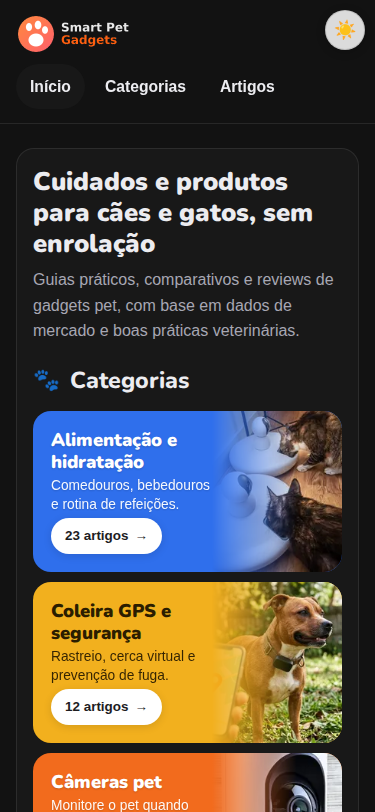 Smart Pet
Gadgets
Início
Categorias
Artigos
Cuidados e produtos
para cães e gatos, sem
enrolação
Guias práticos, comparativos e reviews de
gadgets pet, com base em dados de
mercado e boas práticas veterinárias.
🐾 Categorias
Alimentação e
hidratação
Comedouros, bebedouros
e rotina de refeições.
23 artigos →
Coleira GPS e
segurança
Rastreio, cerca virtual e
prevenção de fuga.
12 artigos →
Câmeras pet
Monitore o pet quando